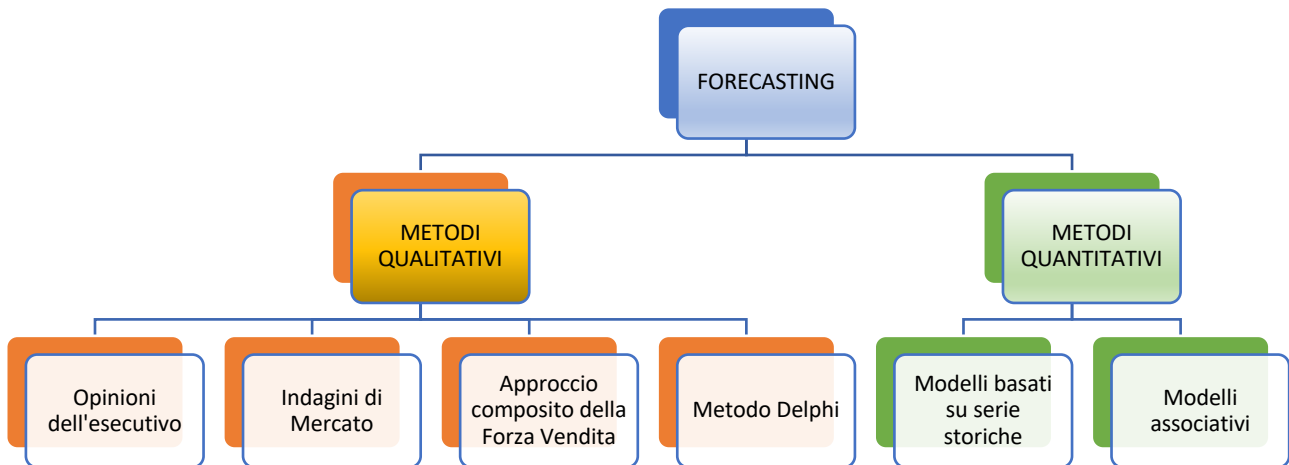 FORECASTING
METODI
QUALITATIVI
METODI
QUANTITATIVI
Opinioni
dell'esecutivo
Indagini di
Mercato
Approccio
composito della
Forza Vendita
Metodo Delphi
Modelli basati
su serie
storiche
Modelli
associativi